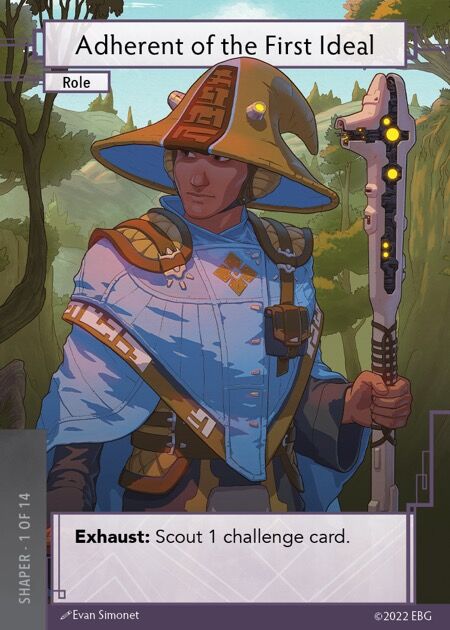 Adherent of the First Ideal
Role
Exhaust: Scout 1 challenge card.
SHAPER - 1 OF 14
Evan Simonet
©2022 EBG